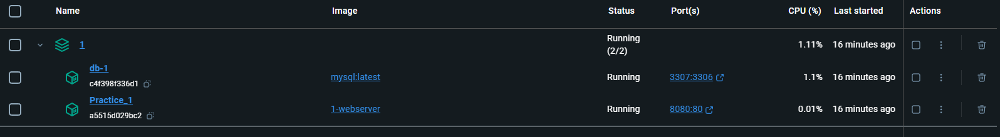 Name Image Status Port(s) CPU (%) Last started Actions
1 Running (2/2) 1.11% 16 minutes ago
db-1 mysql:latest Running 3307:3306 1.1% 16 minutes ago
c4f398f336d1
Practice_1 1-webserver Running 8080:80 0.01% 16 minutes ago
a5515d029bc2